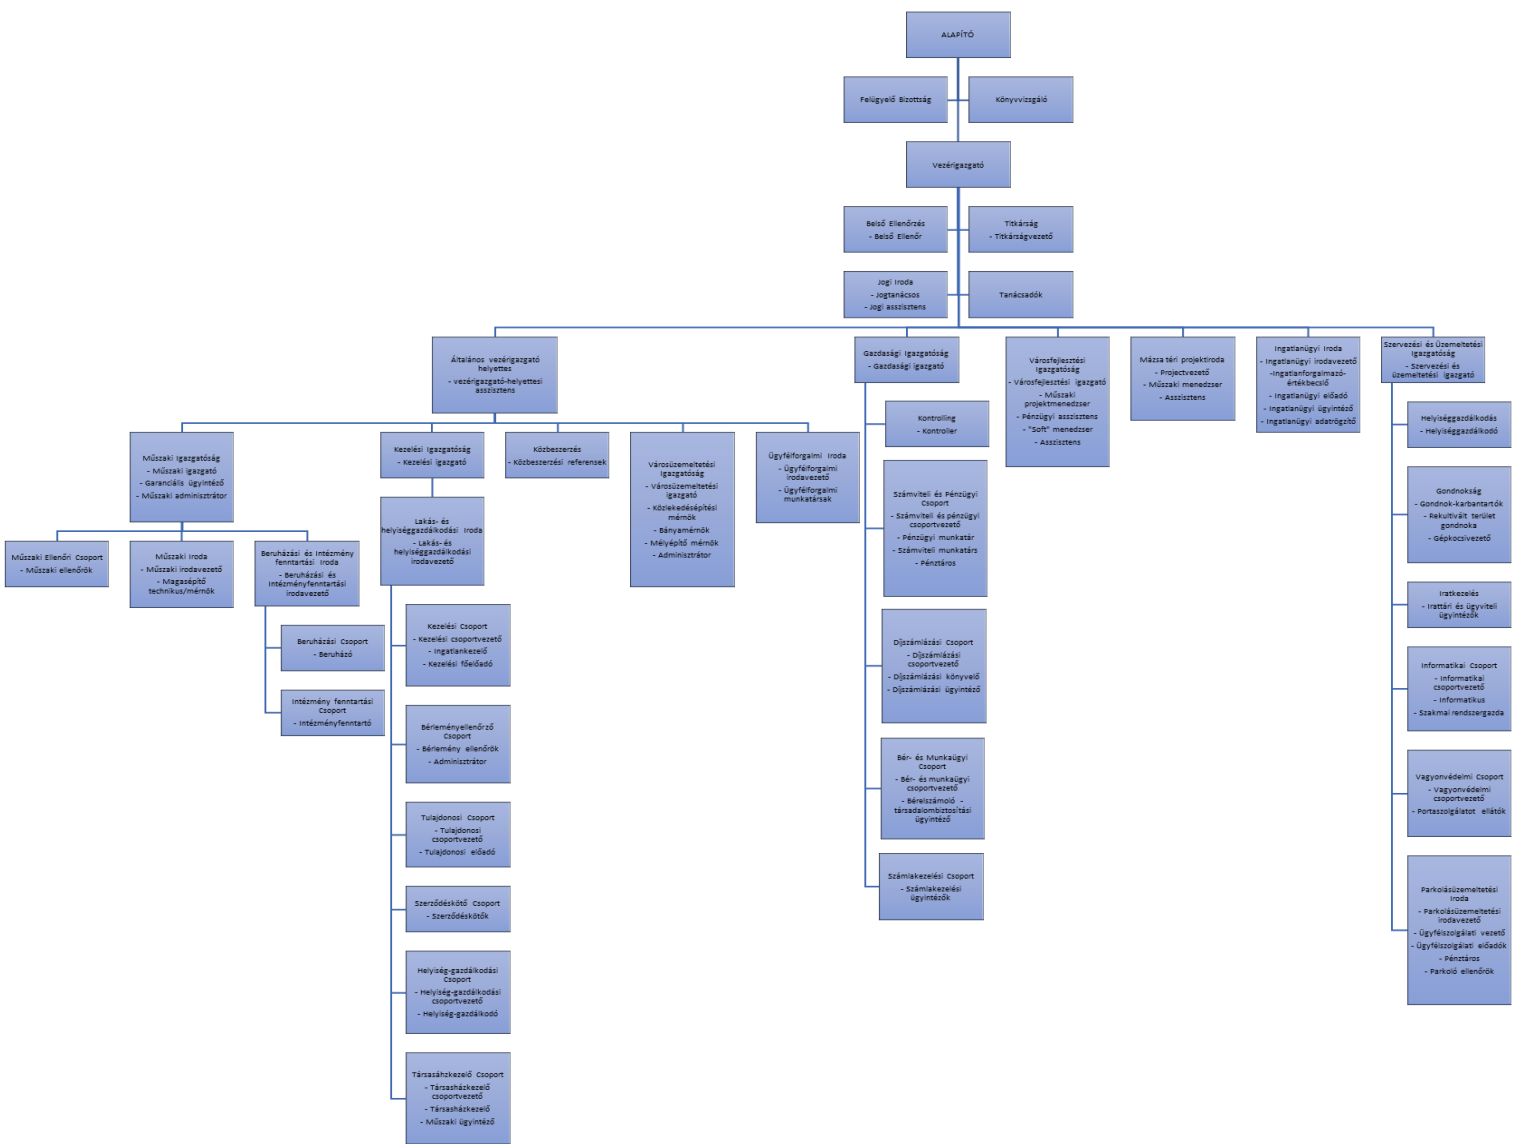 ALAPÍTÓ
Felügyelő Bizottság
Könyvvizsgáló
Vezérigazgató
Belső Ellenőrzés
- Belső Ellenőr
Titkárság
- Titkárságvezető
Jogi Iroda
- Jogtanácsos
- Jogi asszisztens
Tanácsadók
Általános vezérigazgató
helyettes
- vezérigazgató-helyettesi
asszisztens
Műszaki Igazgatóság
- Műszaki igazgató
- Garanciális ügyintéző
- Műszaki adminisztrátor
Műszaki Ellenőri Csoport
- Műszaki ellenőrök
Műszaki Iroda
- Műszaki irodavezető
- Magasépítő
technikus/mérnök
Beruházási és Intézmény
fenntartási Iroda
- Beruházási és
Intézményfenntartási
irodavezető
Beruházási Csoport
- Beruházó
Intézmény fenntartási
Csoport
- Intézményfenntartó
Kezelési Igazgatóság
- Kezelési igazgató
Lakás- és
helyiséggazdálkodási Iroda
- Lakás- és
helyiséggazdálkodási
irodavezető
Kezelési Csoport
- Kezelési csoportvezető
- Ingatlankezelő
- Kezelési főelőadó
Bérleményellenőrző
Csoport
- Bérlemény ellenőrök
- Adminisztrátor
Tulajdonosi Csoport
- Tulajdonosi
csoportvezető
- Tulajdonosi előadó
Szerződéskötő Csoport
- Szerződéskötők
Helyiség-gazdálkodási
Csoport
- Helyiség-gazdálkodási
csoportvezető
- Helyiség-gazdálkodó
Társasáhzkezelő Csoport
- Társasházkezelő
csoportvezető
- Társasházkezelő
- Műszaki ügyintéző
Közbeszerzés
- Közbeszerzési referensek
Városüzemeltetési
Igazgatóság
- Városüzemeltetési
igazgató
- Közlekedésépítési
mérnök
- Bányamérnök
- Mélyépítő mérnök
- Adminisztrátor
Ügyfélforgalmi Iroda
- Ügyfélforgalmi
irodavezető
- Ügyfélforgalmi
munkatársak
Gazdasági Igazgatóság
- Gazdasági igazgató
Kontrolling
- Kontroller
Számviteli és Pénzügyi
Csoport
- Számviteli és pénzügyi
csoportvezető
- Pénzügyi munkatár
- Számviteli munkatárs
- Pénztáros
Díjszámlázási Csoport
- Díjszámlázási
csoportvezető
- Díjszámlázási könyvelő
- Díjszámlázási ügyintéző
Bér- és Munkaügyi
Csoport
- Bér- és munkaügyi
csoportvezető
- Bérelszámoló -
társadalombiztosítási
ügyintéző
Számlakezelési Csoport
- Számlakezelési
ügyintézők
Városfejlesztési
Igazgatóság
- Városfejlesztési igazgató
- Műszaki
projektmenedzser
- Pénzügyi asszisztens
- "Soft" menedzser
- Asszisztens
Mázsa téri projektiroda
- Projectvezető
- Műszaki menedzser
- Asszisztens
Ingatlanügyi Iroda
- Ingatlanügyi irodavezető
-ingatlanforgalmazó-
értékbecslő
- Ingatlanügyi előadó
- Ingatlanügyi ügyintéző
- Ingatlanügyi adatrögzítő
Szervezési és Üzemeltetési
Igazgatóság
- Szervezési és
üzemeltetési igazgató
Helyiséggazdálkodás
- Helyiséggazdálkodó
Gondnokság
- Gondnok-karbantartók
- Rekultivált terület
gondnoka
- Gépkocsivezető
Iratkezelés
- Irattári és ügyviteli
ügyintézők
Informatikai Csoport
- Informatikai
csoportvezető
- Informatikus
- Szakmai rendszergazda
Vagyonvédelmi Csoport
- Vagyonvédelmi
csoportvezető
- Portaszolgálatot ellátók
Parkolásüzemeltetési
Iroda
- Parkolásüzemeltetési
irodavezető
- Ügyfélszolgálati vezető
- Ügyfélszolgálati előadók
- Pénztáros
- Parkoló ellenőrök